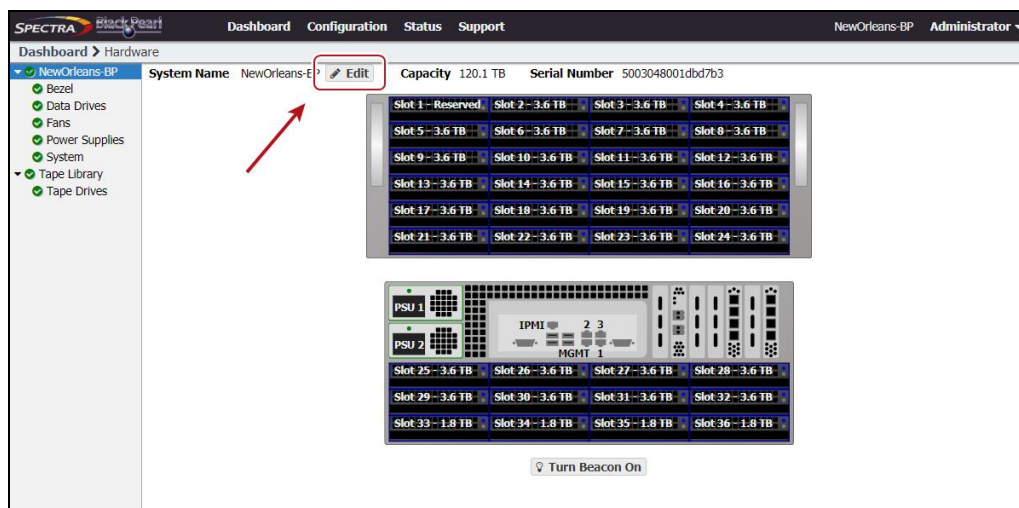 SPECTRA BlackPearl Dashboard Configuration Status Support NewOrleans-BP Administrator
Dashboard > Hardware
NewOrleans-BP
Bezel
Data Drives
Fans
Power Supplies
System
Tape Library
Tape Drives
System Name NewOrleans-BP Edit Capacity 120.1 TB Serial Number 5003048001dbd7b3
Slot 1 - Reserved Slot 2 - 3.6 TB Slot 3 - 3.6 TB Slot 4 - 3.6 TB
Slot 5 - 3.6 TB Slot 6 - 3.6 TB Slot 7 - 3.6 TB Slot 8 - 3.6 TB
Slot 9 - 3.6 TB Slot 10 - 3.6 TB Slot 11 - 3.6 TB Slot 12 - 3.6 TB
Slot 13 - 3.6 TB Slot 14 - 3.6 TB Slot 15 - 3.6 TB Slot 16 - 3.6 TB
Slot 17 - 3.6 TB Slot 18 - 3.6 TB Slot 19 - 3.6 TB Slot 20 - 3.6 TB
Slot 21 - 3.6 TB Slot 22 - 3.6 TB Slot 23 - 3.6 TB Slot 24 - 3.6 TB
PSU 1
PSU 2
IPMI 2 3
MGMT 1
Slot 25 - 3.6 TB Slot 26 - 3.6 TB Slot 27 - 3.6 TB Slot 28 - 3.6 TB
Slot 29 - 3.6 TB Slot 30 - 3.6 TB Slot 31 - 3.6 TB Slot 32 - 3.6 TB
Slot 33 - 1.8 TB Slot 34 - 1.8 TB Slot 35 - 1.8 TB Slot 36 - 1.8 TB
Turn Beacon On